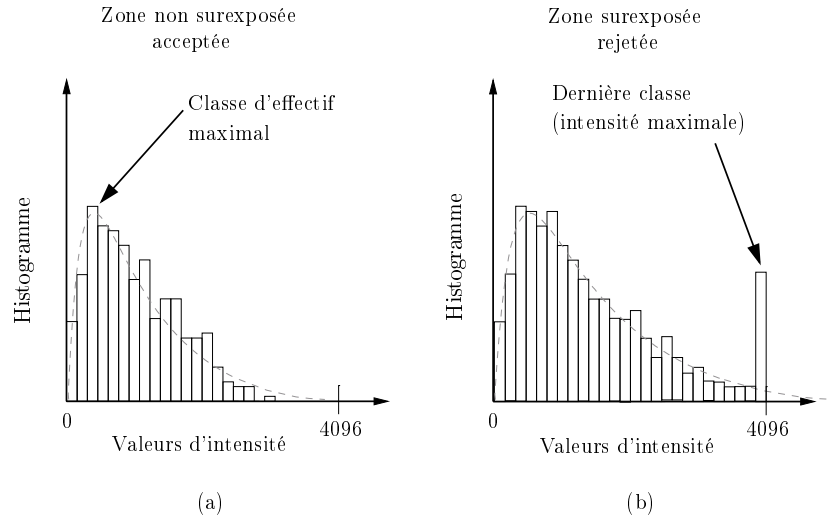 Zone non surexposée
acceptée
Classe d'effectif
maximal
Histogramme
0
4096
Valeurs d'intensité
(a)
Zone surexposée
rejetée
Dernière classe
(intensité maximale)
Histogramme
0
4096
Valeurs d'intensité
(b)